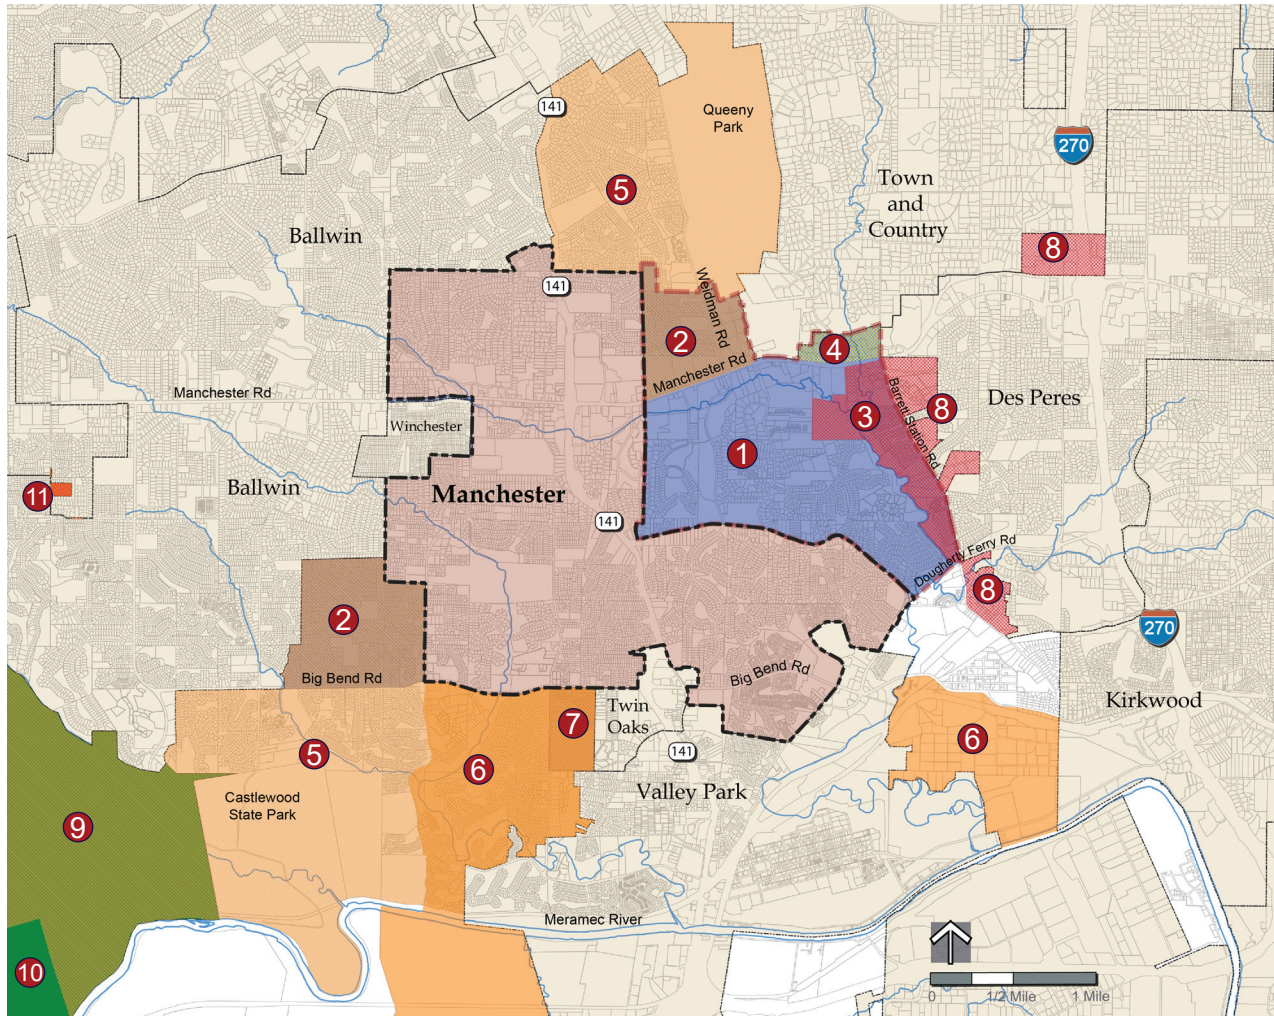 141
Queeny
Park
270
5
Town
and
Country
Ballwin
8
141
Weidman Rd
2
4
Manchester Rd
Manchester Rd
Barrett Station Rd
Des Peres
3
8
Winchester
1
Ballwin
Manchester
11
141
Dougherty Ferry Rd
8
2
270
Big Bend Rd
Big Bend Rd
Kirkwood
Twin
Oaks
7
5
6
141
6
Valley Park
Castlewood
State Park
9
Meramec River
10
0
1/2 Mile
1 Mile